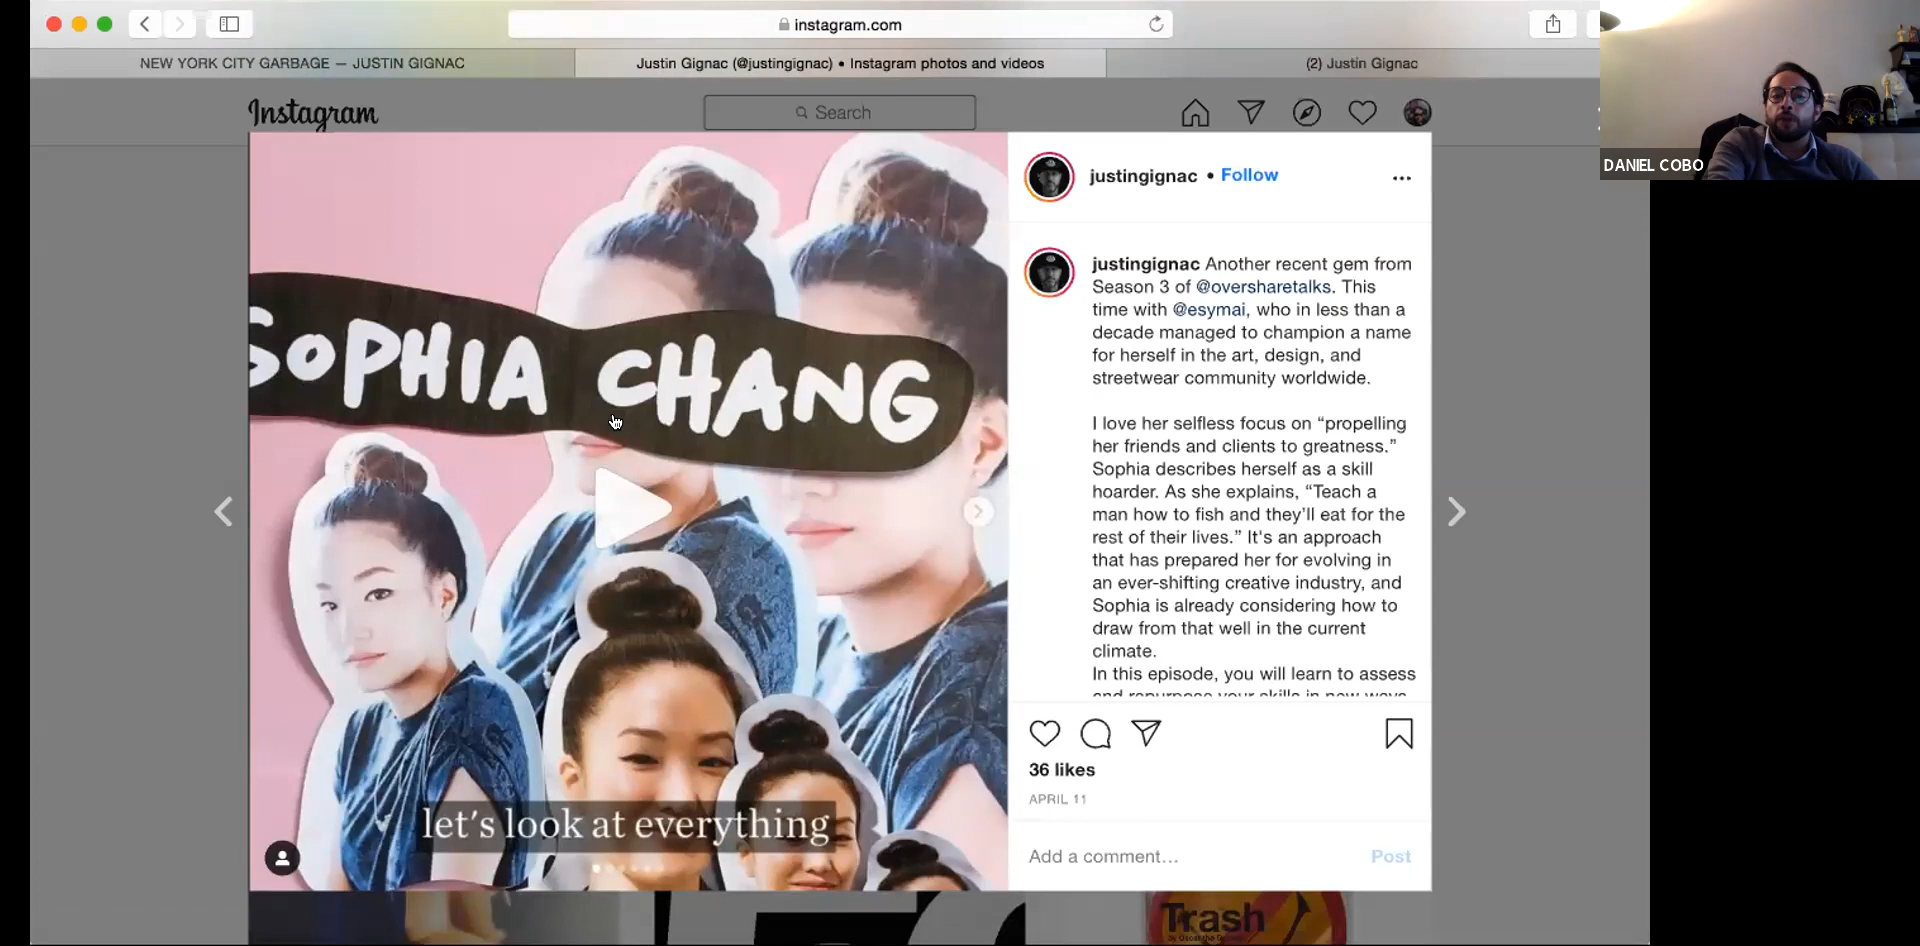 instagram.com
NEW YORK CITY GARBAGE — JUSTIN GIGNAC
Justin Gignac (@justingignac) • Instagram photos and videos
(2) Justin Gignac
Instagram
Search
DANIEL COBO
SOPHIA CHANG
let's look at everything
justingignac • Follow
justingignac Another recent gem from
Season 3 of @oversharetalks. This
time with @esymai, who in less than a
decade managed to champion a name
for herself in the art, design, and
streetwear community worldwide.
I love her selfless focus on “propelling
her friends and clients to greatness.”
Sophia describes herself as a skill
hoarder. As she explains, “Teach a
man how to fish and they’ll eat for the
rest of their lives.” It's an approach
that has prepared her for evolving in
an ever-shifting creative industry, and
Sophia is already considering how to
draw from that well in the current
climate.
In this episode, you will learn to assess
and repurpose your skills in new ways
36 likes
APRIL 11
Add a comment...
Post
Trash